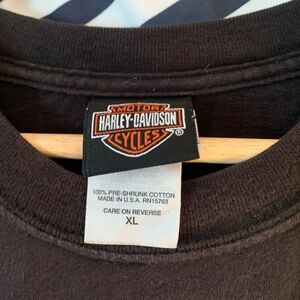 MOTOR
HARLEY-DAVIDSON
CYCLES ®
100% PRE-SHRUNK COTTON
MADE IN U.S.A. RN15763
CARE ON REVERSE
XL